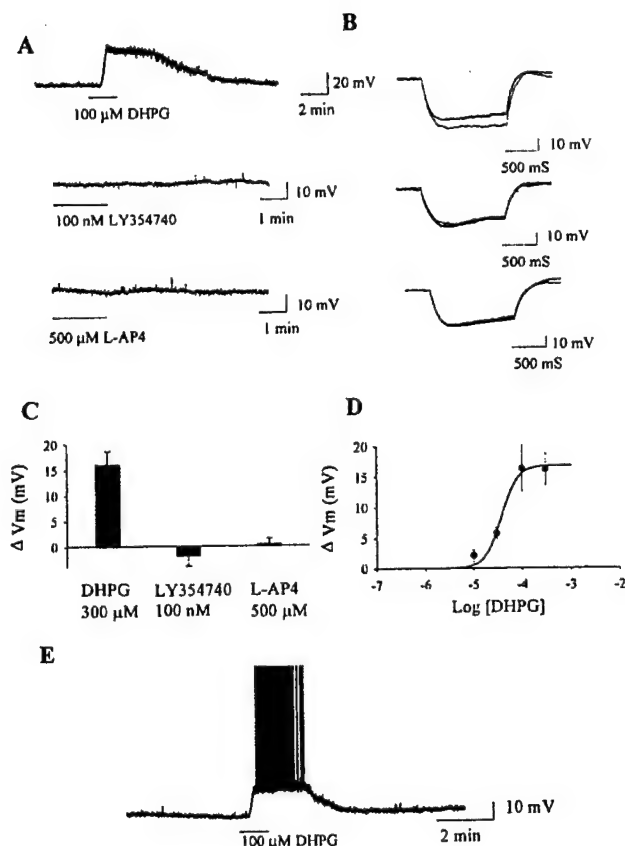 A
B
20 mV
2 min
100 µM DHPG
10 mV
500 mS
10 mV
1 min
100 nM LY354740
10 mV
500 mS
10 mV
1 min
500 µM L-AP4
10 mV
500 mS
C
D
Δ Vm (mV)
20
15
10
5
0
-5
DHPG LY354740 L-AP4
300 µM 100 nM 500 µM
Δ Vm (mV)
20
15
10
5
0
-7 -6 -5 -4 -3 -2
Log [DHPG]
E
10 mV
2 min
100 µM DHPG